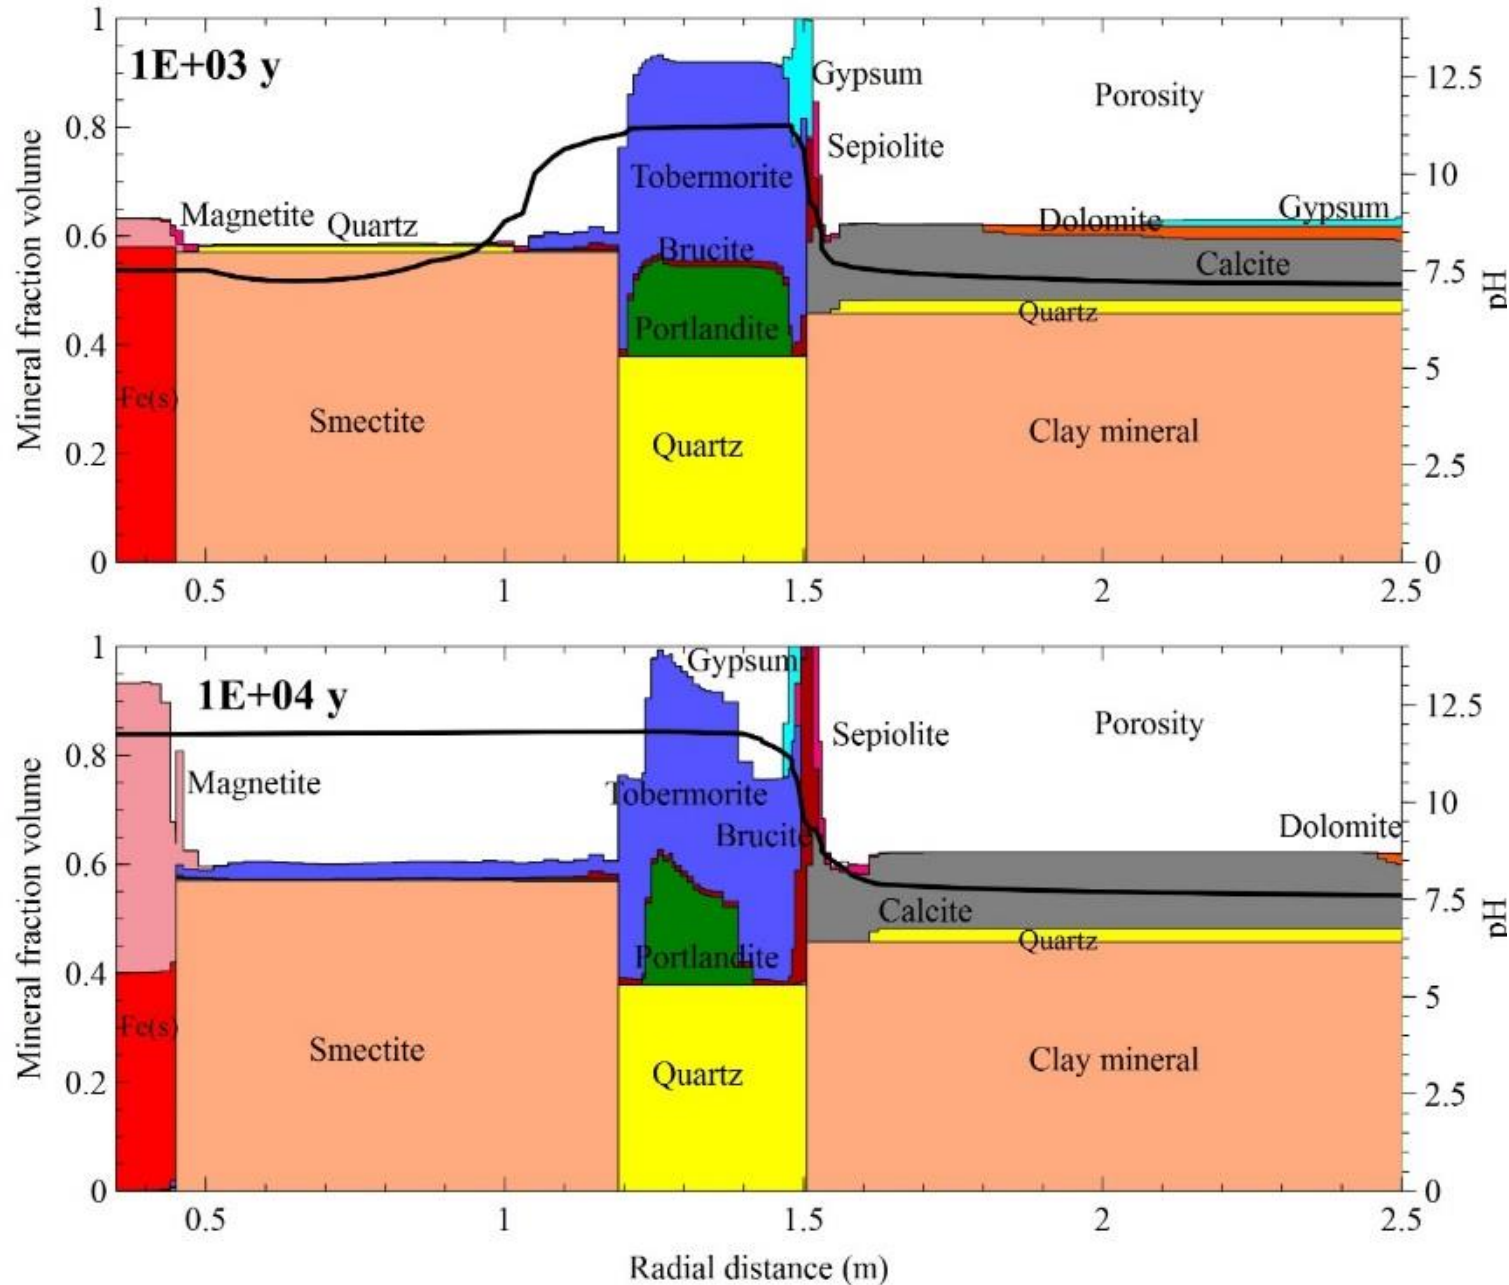 1
1E+03 y
Gypsum
12.5
Porosity
0.8
Sepiolite
10
Tobermorite
Magnetite
Quartz
Gypsum
Dolomite
0.6
Brucite
Calcite
7.5
Portlandite
Quartz
0.4
5
Fe(s)
Smectite
Clay mineral
Quartz
0.2
2.5
0
0
0.5
1
1.5
2
2.5
Mineral fraction volume
pH
1
Gypsum
1E+04 y
12.5
Porosity
Sepiolite
0.8
Magnetite
Tobermorite
10
Brucite
Dolomite
0.6
Calcite
7.5
Quartz
Portlandite
0.4
5
Fe(s)
Smectite
Clay mineral
Quartz
0.2
2.5
0
0
0.5
1
1.5
2
2.5
Mineral fraction volume
pH
Radial distance (m)